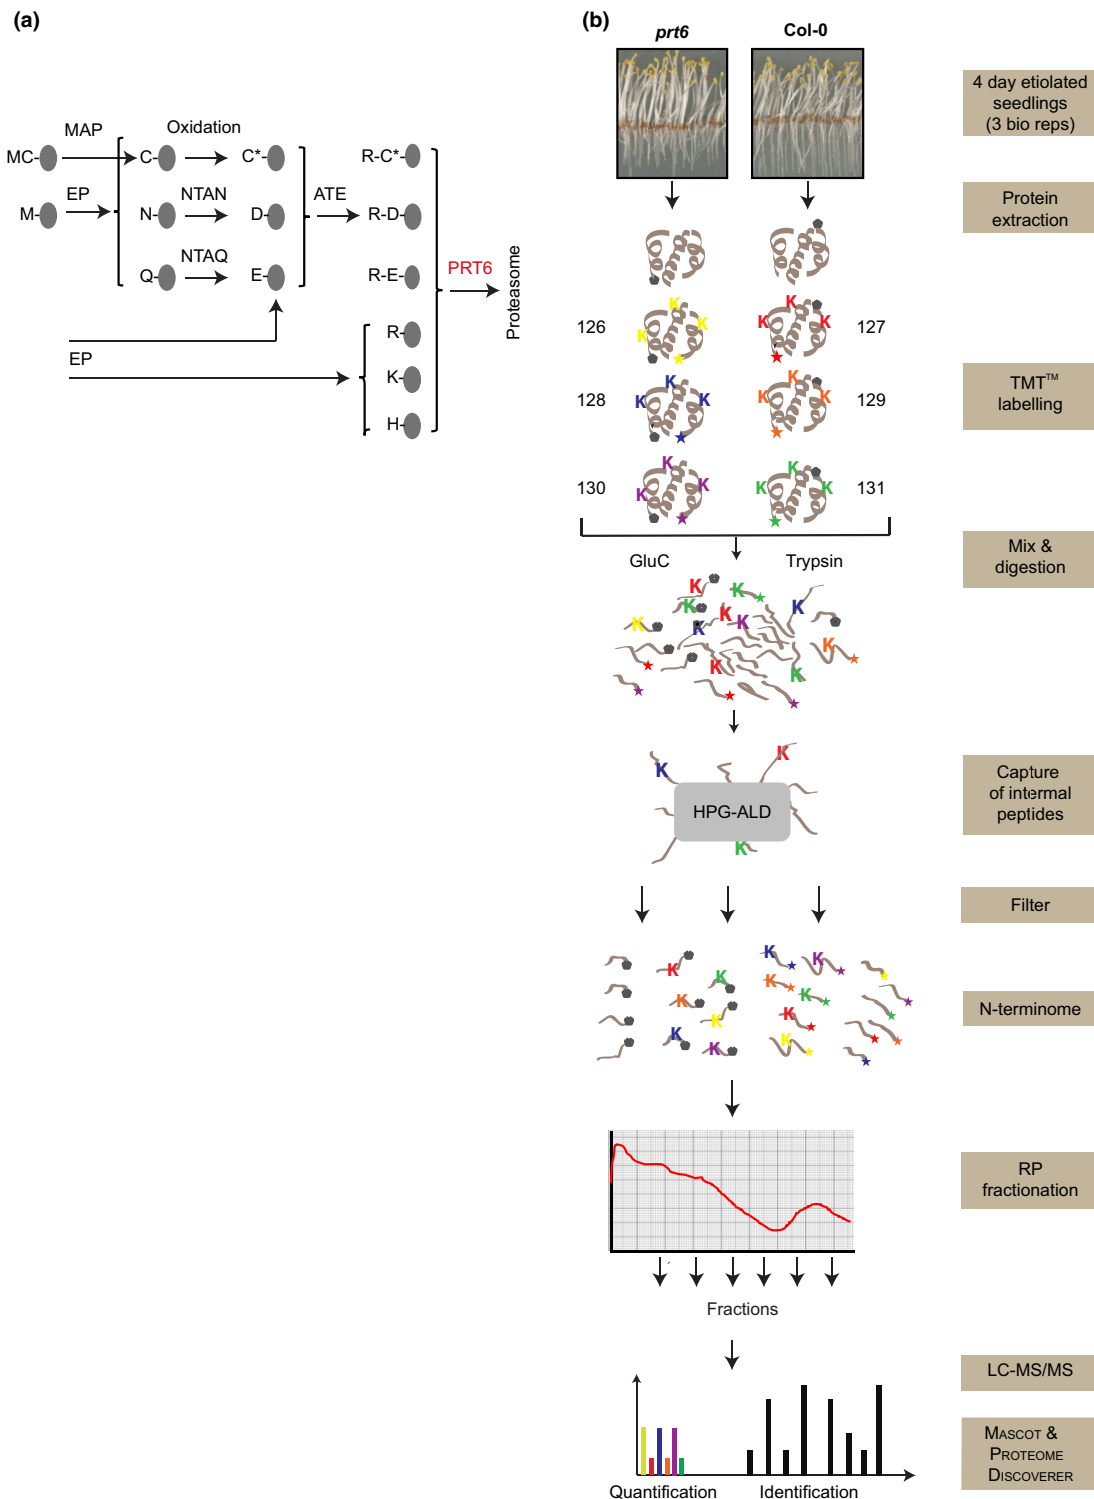 (a)
MAP
Oxidation
MC-
C-
C*-
R-C*-
EP
NTAN
ATE
M-
N-
D-
R-D-
NTAQ
Q-
E-
R-E-
PRT6
Proteasome
R-
EP
K-
H-
(b)
prt6
Col-0
4 day etiolated
seedlings
(3 bio reps)
Protein
extraction
K
K
K
K
K
K
126
127
K
K
K
K
K
K
128
129
TMT™
labelling
K
K
K
K
K
K
130
131
GluC
Trypsin
Mix &
digestion
K
K
K
K
K
K
K
K
K
K
K
K
K
HPG-ALD
K
Capture
of internal
peptides
Filter
K
K
K
K
K
K
K
K
K
K
K
K
N-terminome
RP
fractionation
Fractions
LC-MS/MS
Quantification
Identification
MASCOT &
PROTEOME
DISCOVERER